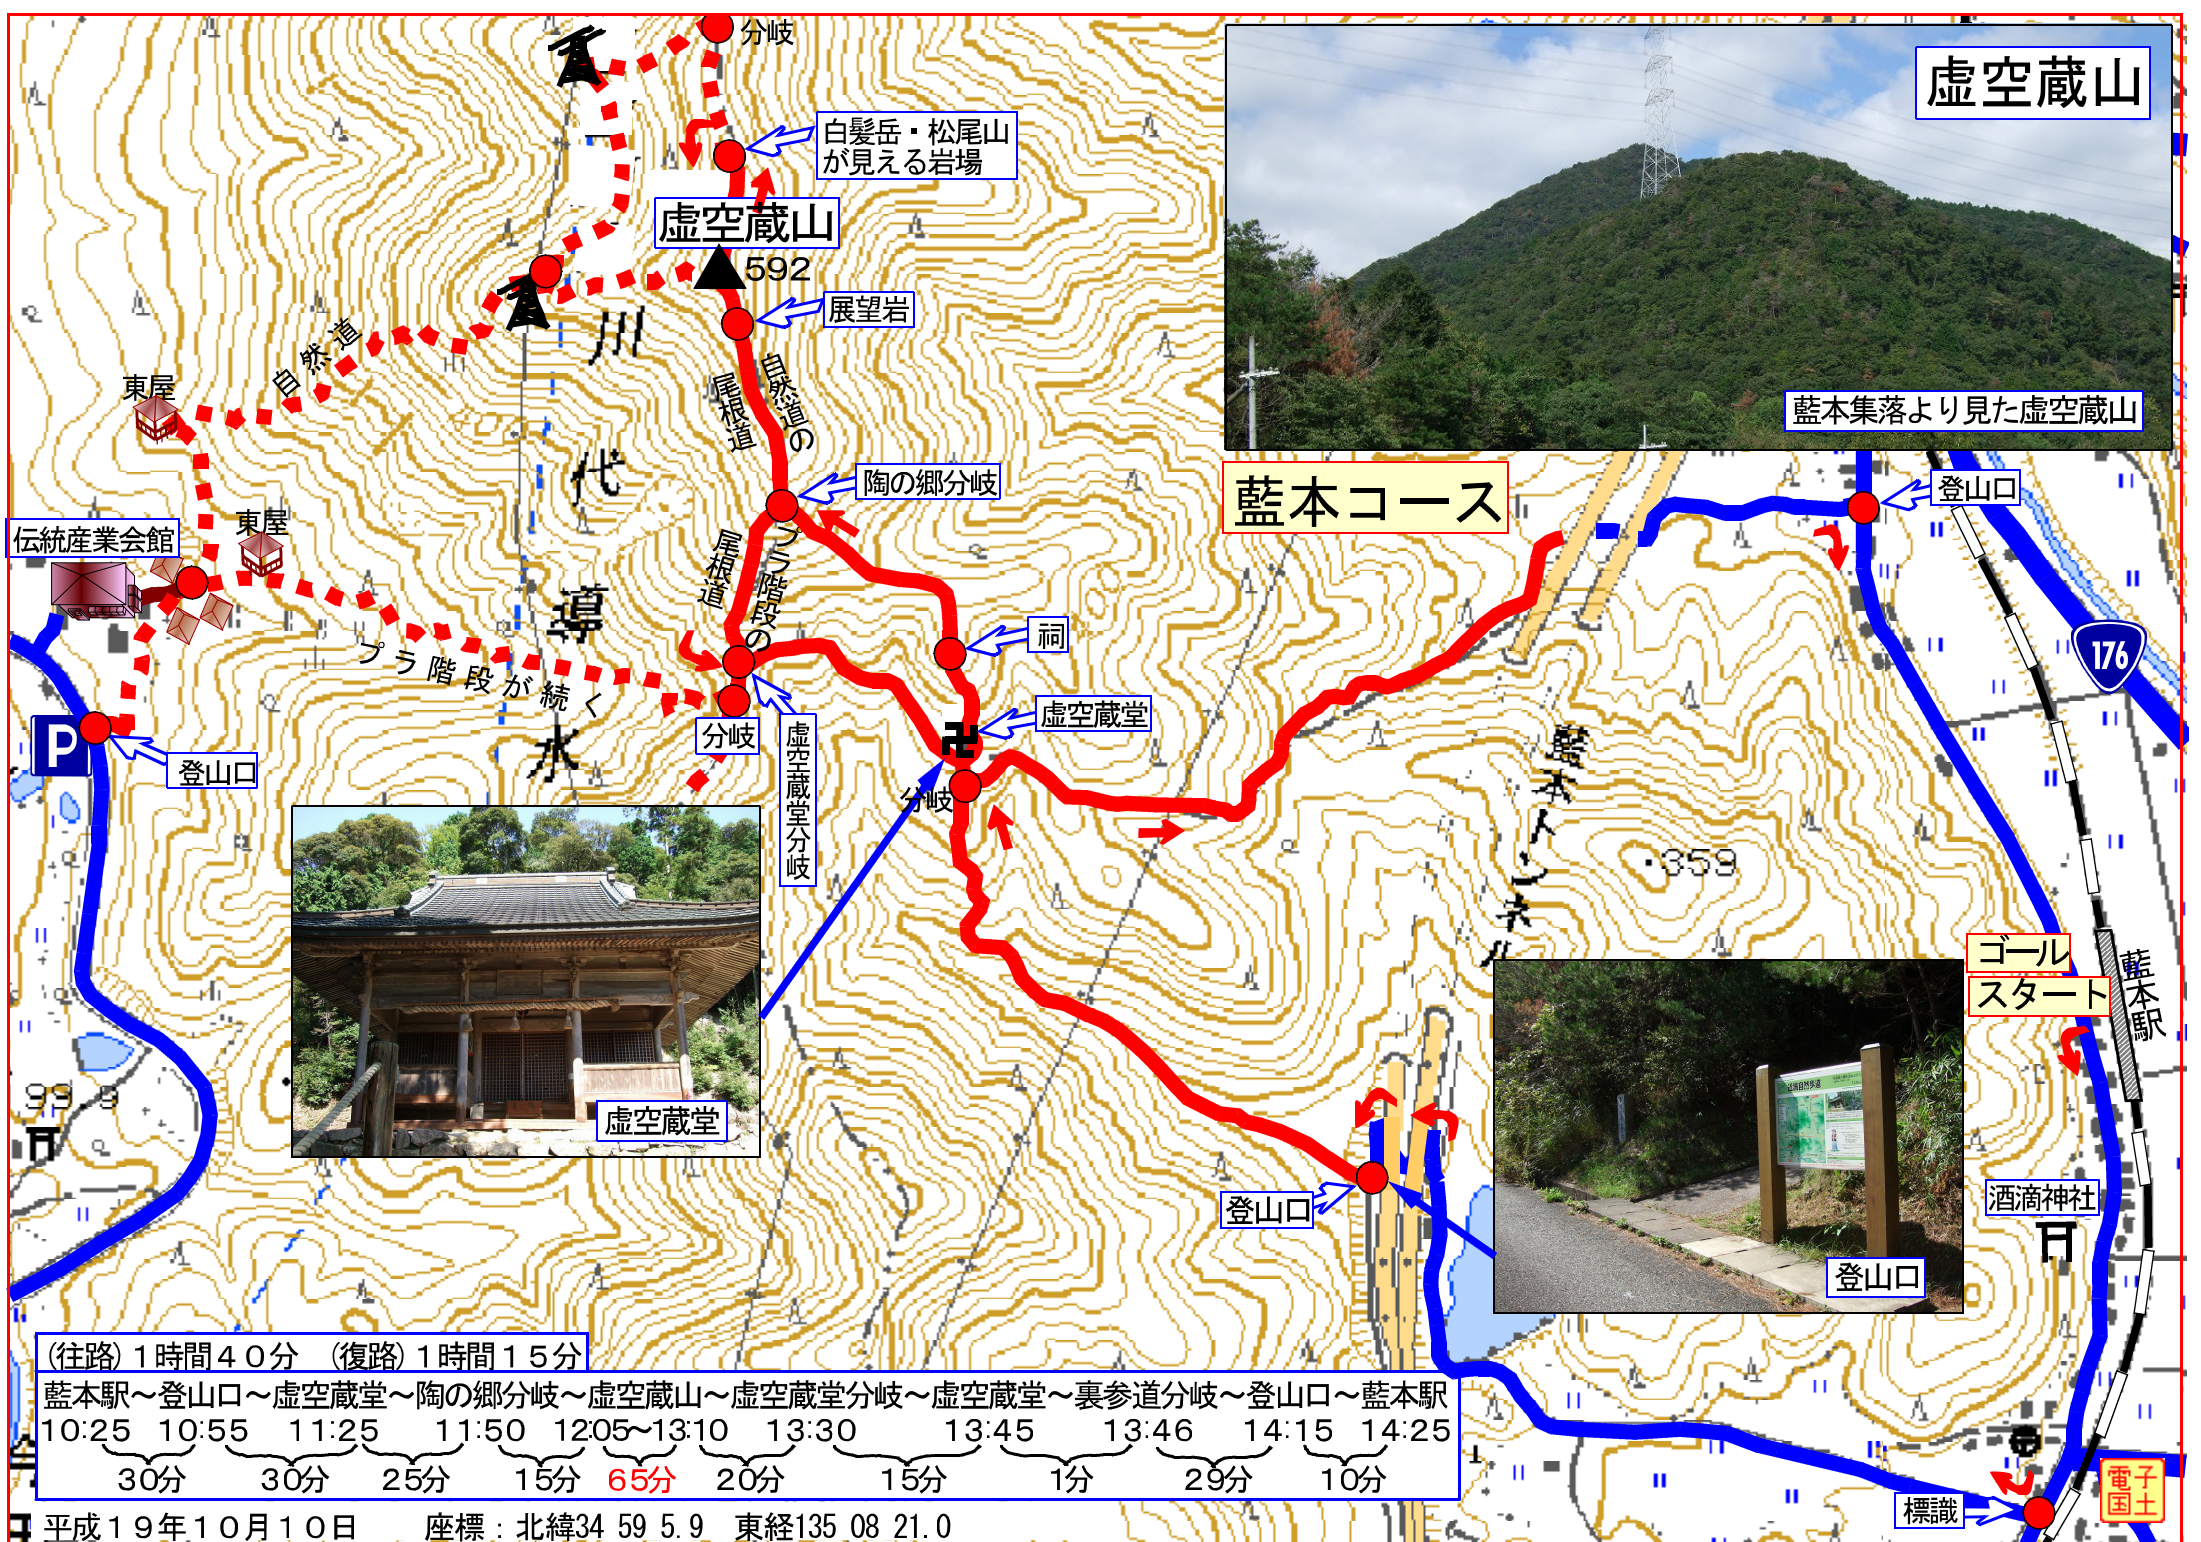 分岐
虚空蔵山
白髪岳・松尾山
が見える岩場
虚空蔵山
592
展望岩
藍本集落より見た虚空蔵山
川代導水
自然道
自然道の
尾根道
東屋
陶の郷分岐
藍本コース
登山口
伝統産業会館
東屋
プラ階段の
尾根道
祠
176
プラ階段が続く
虚空蔵堂
分岐
P
登山口
虚空蔵堂分岐
分岐
藍本トンネル
359
ゴール
スタート
藍本駅
99.9
虚空蔵堂
近畿自然歩道
登山口
酒滴神社
登山口
(往路)1時間40分 (復路)1時間15分
藍本駅～登山口～虚空蔵堂～陶の郷分岐～虚空蔵山～虚空蔵堂分岐～虚空蔵堂～裏参道分岐～登山口～藍本駅
10:25 10:55 11:25 11:50 12:05～13:10 13:30 13:45 13:46 14:15 14:25
30分 30分 25分 15分 65分 20分 15分 1分 29分 10分
電子
国土
標識
平成19年10月10日 座標：北緯34 59 5.9 東経135 08 21.0